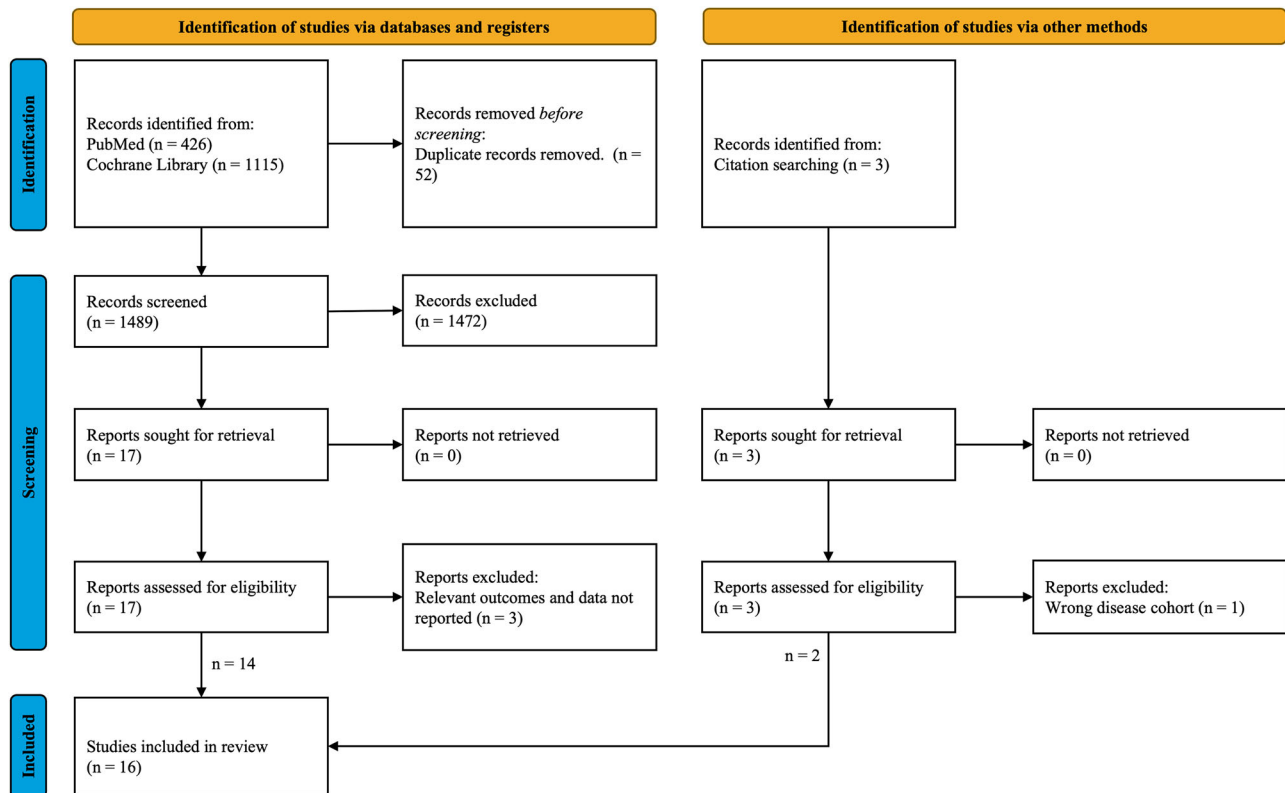 Identification of studies via databases and registers
Identification of studies via other methods
Identification
Records identified from:
PubMed (n = 426)
Cochrane Library (n = 1115)
Records removed before
screening:
Duplicate records removed.  (n =
52)
Records identified from:
Citation searching (n = 3)
Screening
Records screened
(n = 1489)
Records excluded
(n = 1472)
Reports sought for retrieval
(n = 17)
Reports not retrieved
(n = 0)
Reports sought for retrieval
(n = 3)
Reports not retrieved
(n = 0)
Reports assessed for eligibility
(n = 17)
Reports excluded:
Relevant outcomes and data not
reported (n = 3)
Reports assessed for eligibility
(n = 3)
Reports excluded:
Wrong disease cohort (n = 1)
n = 14
n = 2
Included
Studies included in review
(n = 16)